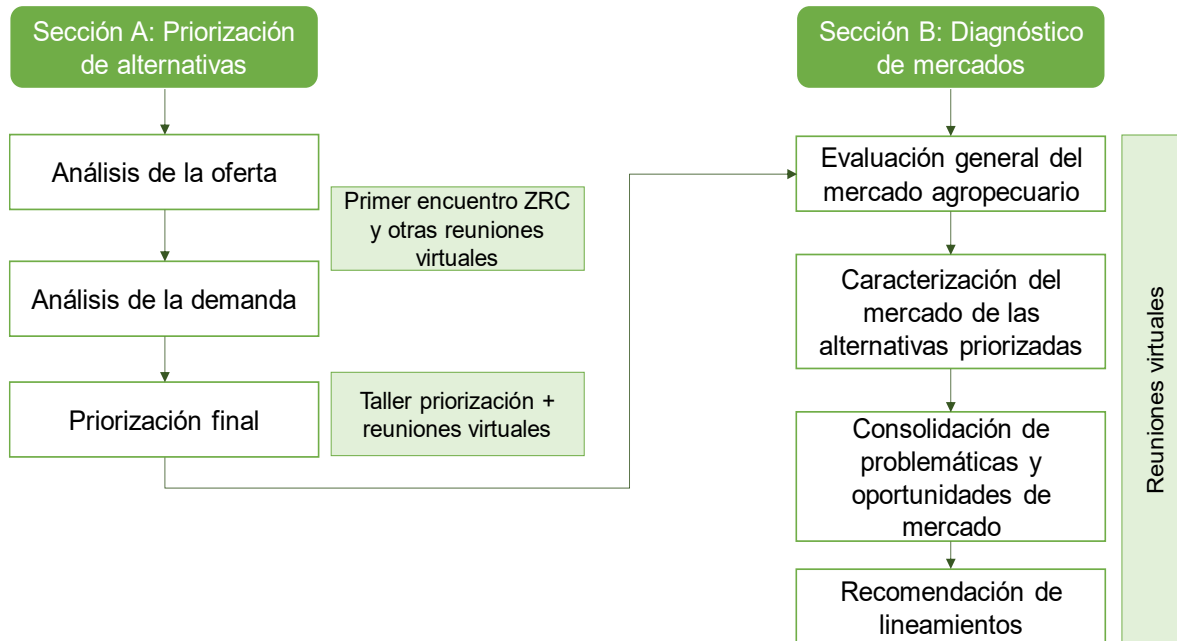 Sección A: Priorización
de alternativas
Análisis de la oferta
Primer encuentro ZRC
y otras reuniones
virtuales
Análisis de la demanda
Priorización final
Taller priorización +
reuniones virtuales
Sección B: Diagnóstico
de mercados
Evaluación general del
mercado agropecuario
Caracterización del
mercado de las
alternativas priorizadas
Consolidación de
problemáticas y
oportunidades de
mercado
Recomendación de
lineamientos
Reuniones virtuales